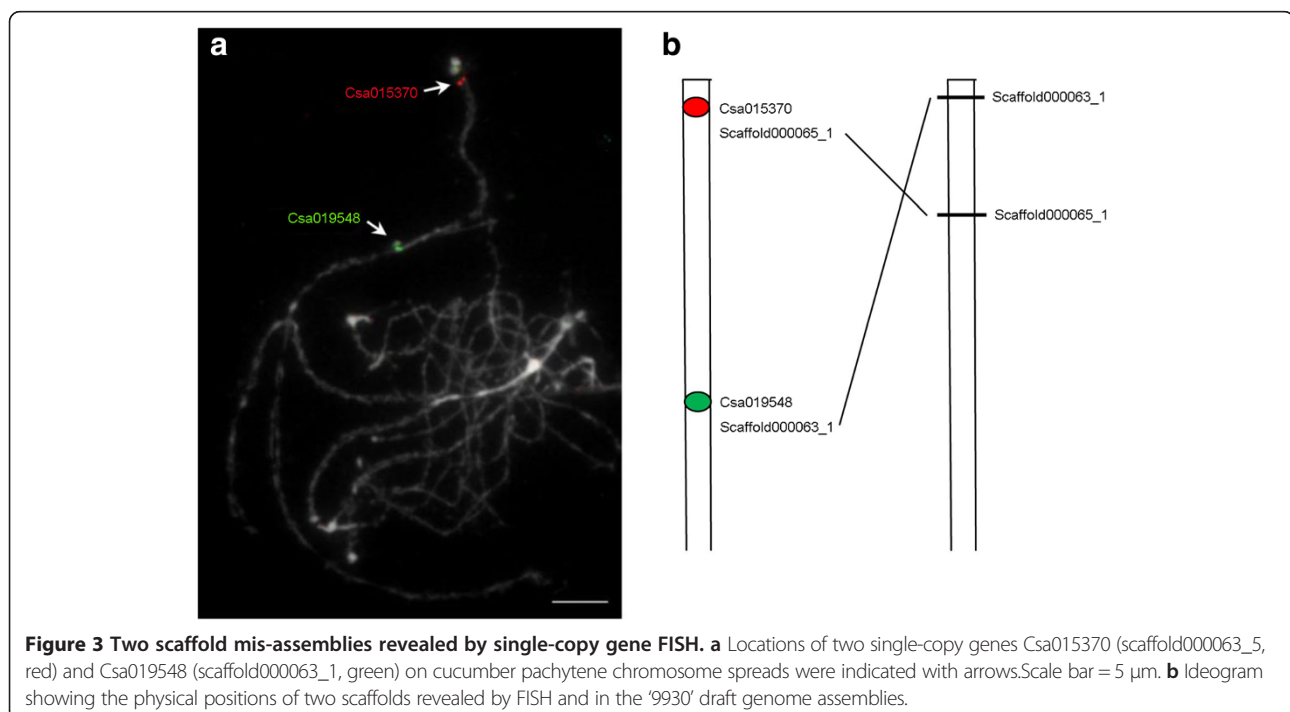 a
Csa015370
Csa019548
b
Csa015370
Scaffold000065_1
Csa019548
Scaffold000063_1
Scaffold000063_1
Scaffold000065_1
Figure 3 Two scaffold mis-assemblies revealed by single-copy gene FISH. a Locations of two single-copy genes Csa015370 (scaffold000063_5,
red) and Csa019548 (scaffold000063_1, green) on cucumber pachytene chromosome spreads were indicated with arrows.Scale bar = 5 μm. b Ideogram
showing the physical positions of two scaffolds revealed by FISH and in the ‘9930’ draft genome assemblies.